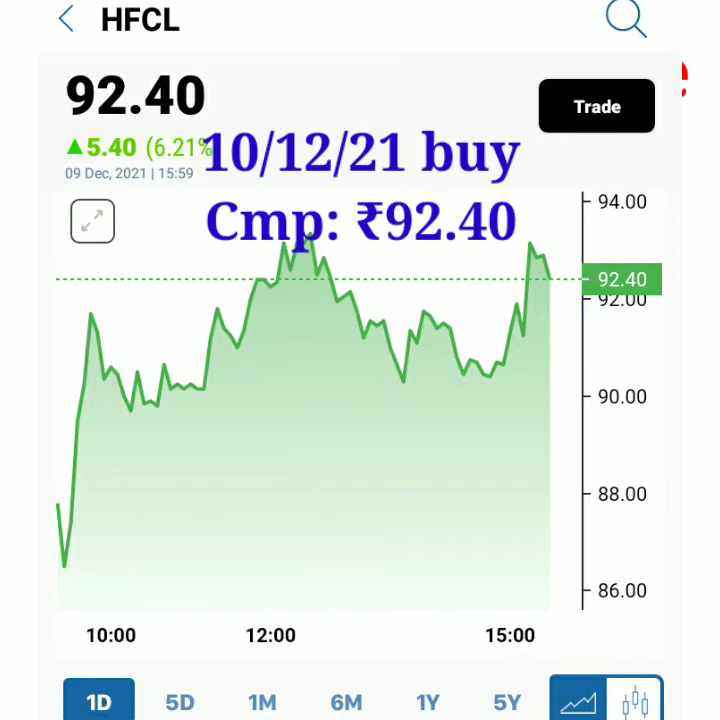 HFCL
92.40
Trade
▲5.40 (6.21%
10/12/21 buy
09 Dec, 2021 | 15:59
Cmp: ₹92.40
94.00
92.40
92.00
90.00
88.00
86.00
10:00 12:00 15:00
1D 5D 1M 6M 1Y 5Y